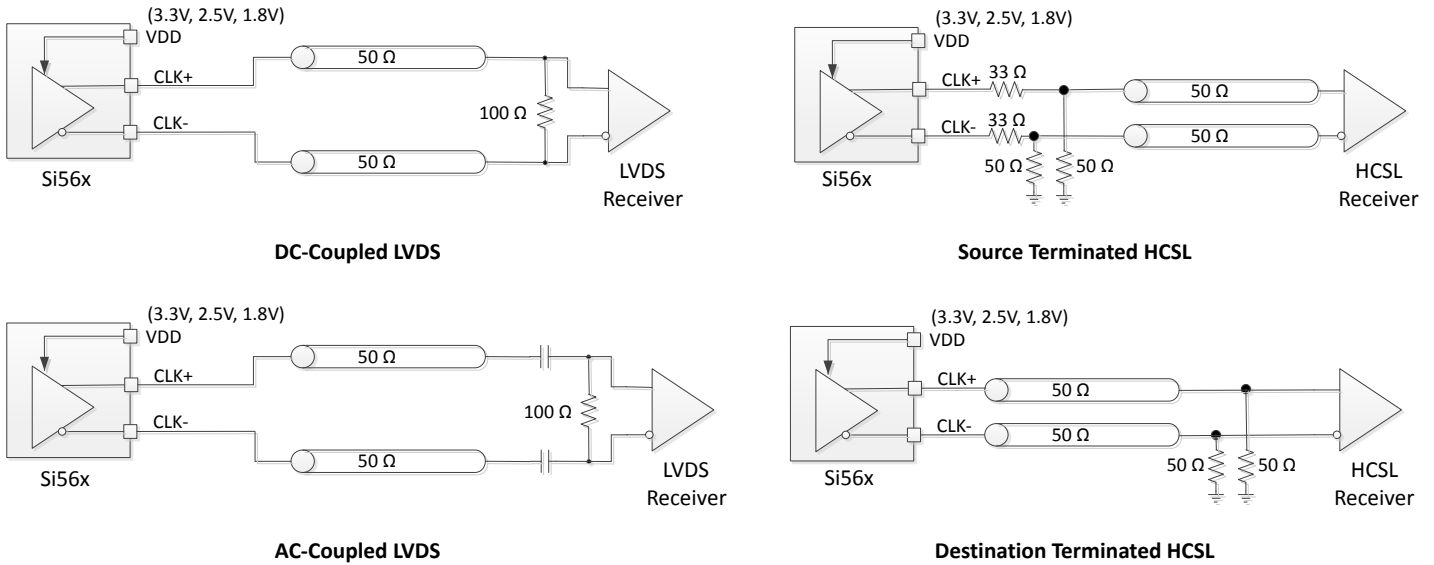 (3.3V, 2.5V, 1.8V)
VDD
CLK+
50 Ω
100 Ω
CLK-
50 Ω
Si56x
LVDS
Receiver
DC-Coupled LVDS
(3.3V, 2.5V, 1.8V)
VDD
CLK+
33 Ω
50 Ω
CLK-
33 Ω
50 Ω
50 Ω
50 Ω
Si56x
HCSL
Receiver
Source Terminated HCSL
(3.3V, 2.5V, 1.8V)
VDD
CLK+
50 Ω
100 Ω
CLK-
50 Ω
Si56x
LVDS
Receiver
AC-Coupled LVDS
(3.3V, 2.5V, 1.8V)
VDD
CLK+
50 Ω
CLK-
50 Ω
50 Ω
50 Ω
Si56x
HCSL
Receiver
Destination Terminated HCSL